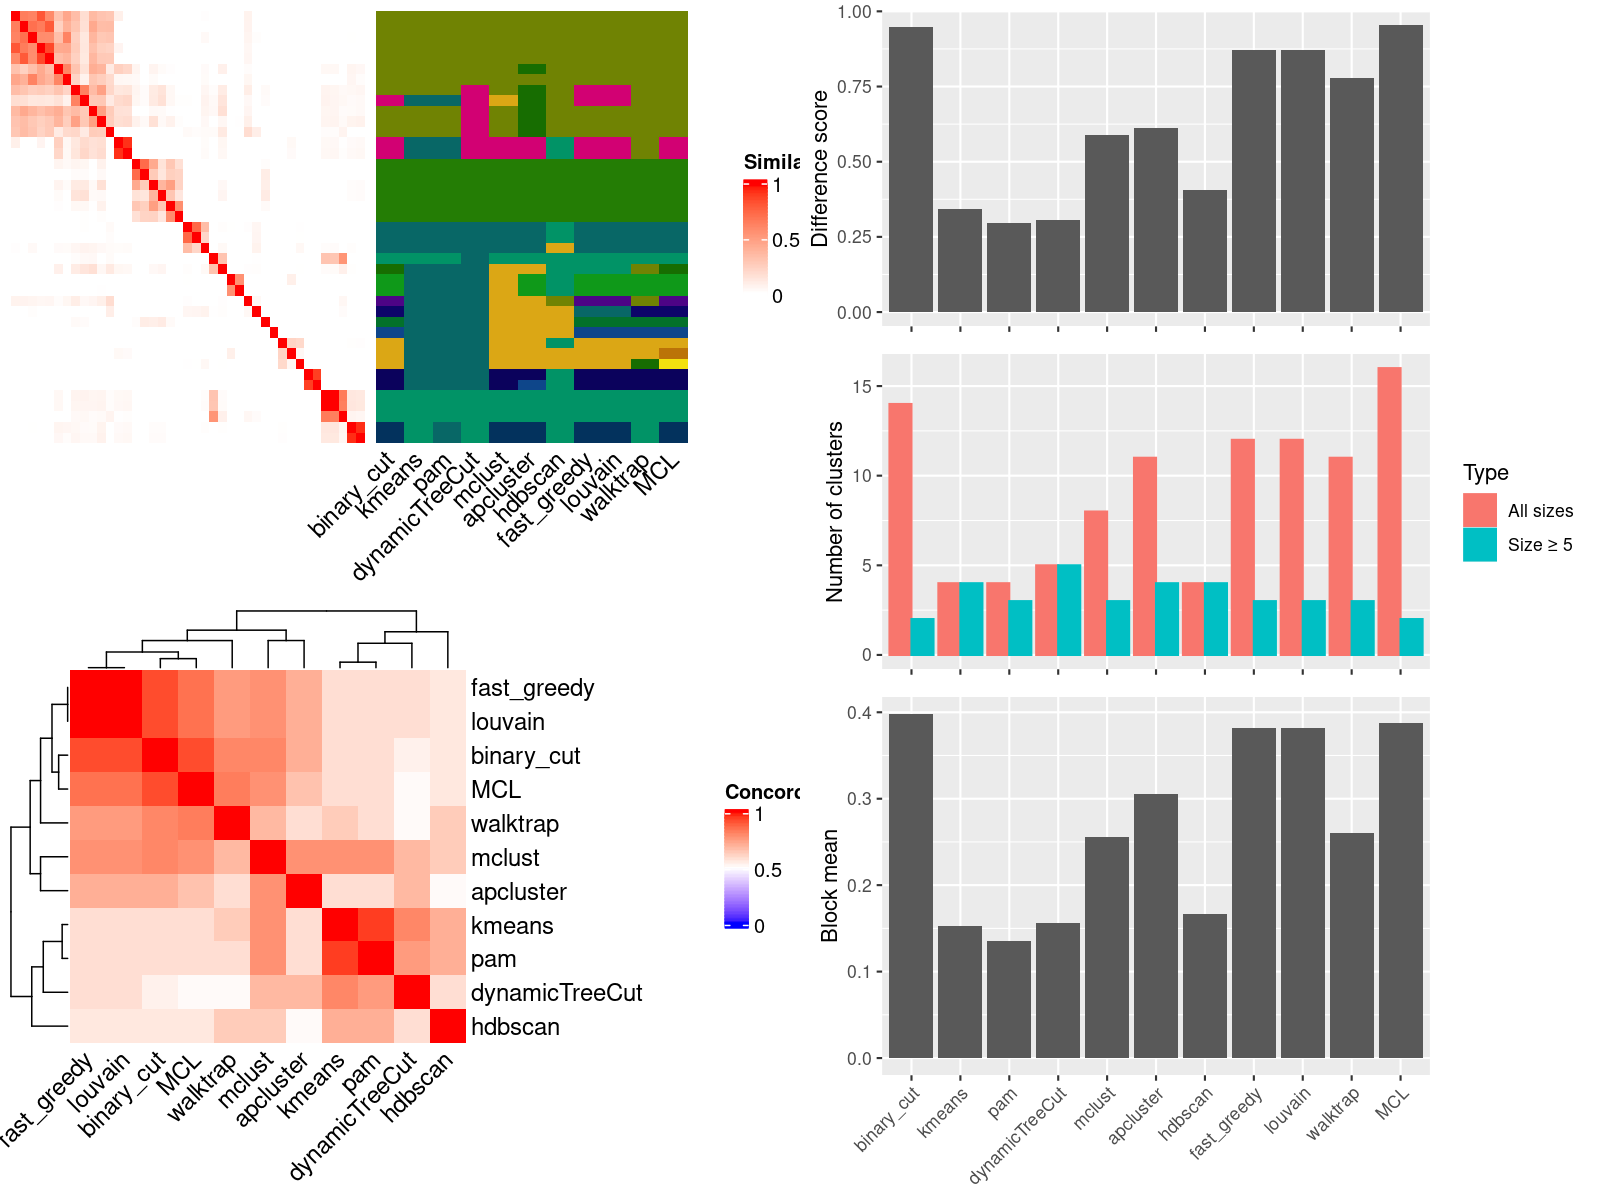 Simila
1
0.5
0
binary_cut
kmeans
pam
dynamicTreeCut
mclust
apcluster
hdbscan
fast_greedy
louvain
walktrap
MCL
fast_greedy
louvain
binary_cut
MCL
walktrap
mclust
apcluster
kmeans
pam
dynamicTreeCut
hdbscan
Concord
1
0.5
0
fast_greedy
louvain
binary_cut
MCL
walktrap
mclust
apcluster
kmeans
pam
dynamicTreeCut
hdbscan
Difference score
1.00
0.75
0.50
0.25
0.00
Number of clusters
15
10
5
0
Type
All sizes
Size ≥ 5
Block mean
0.4
0.3
0.2
0.1
0.0
binary_cut
kmeans
pam
dynamicTreeCut
mclust
apcluster
hdbscan
fast_greedy
louvain
walktrap
MCL